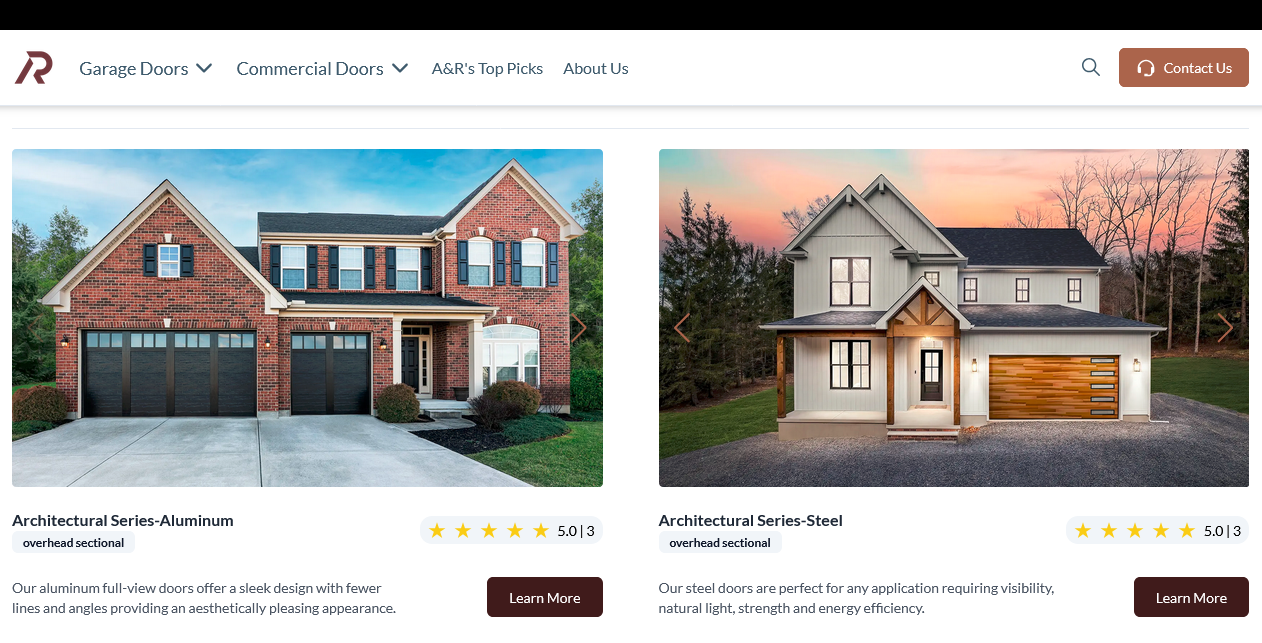 Garage Doors Commercial Doors A&R's Top Picks About Us Contact Us
Architectural Series-Aluminum
overhead sectional
5.0 | 3
Our aluminum full-view doors offer a sleek design with fewer
lines and angles providing an aesthetically pleasing appearance.
Learn More
Architectural Series-Steel
overhead sectional
5.0 | 3
Our steel doors are perfect for any application requiring visibility,
natural light, strength and energy efficiency.
Learn More